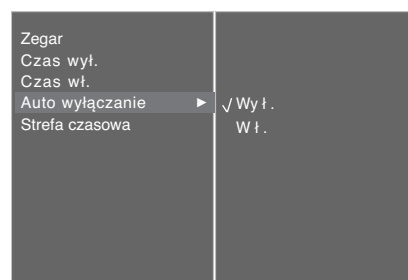 Zegar
Czas wył.
Czas wł.
Auto wyłączanie ► √ Wył.
Wł.
Strefa czasowa